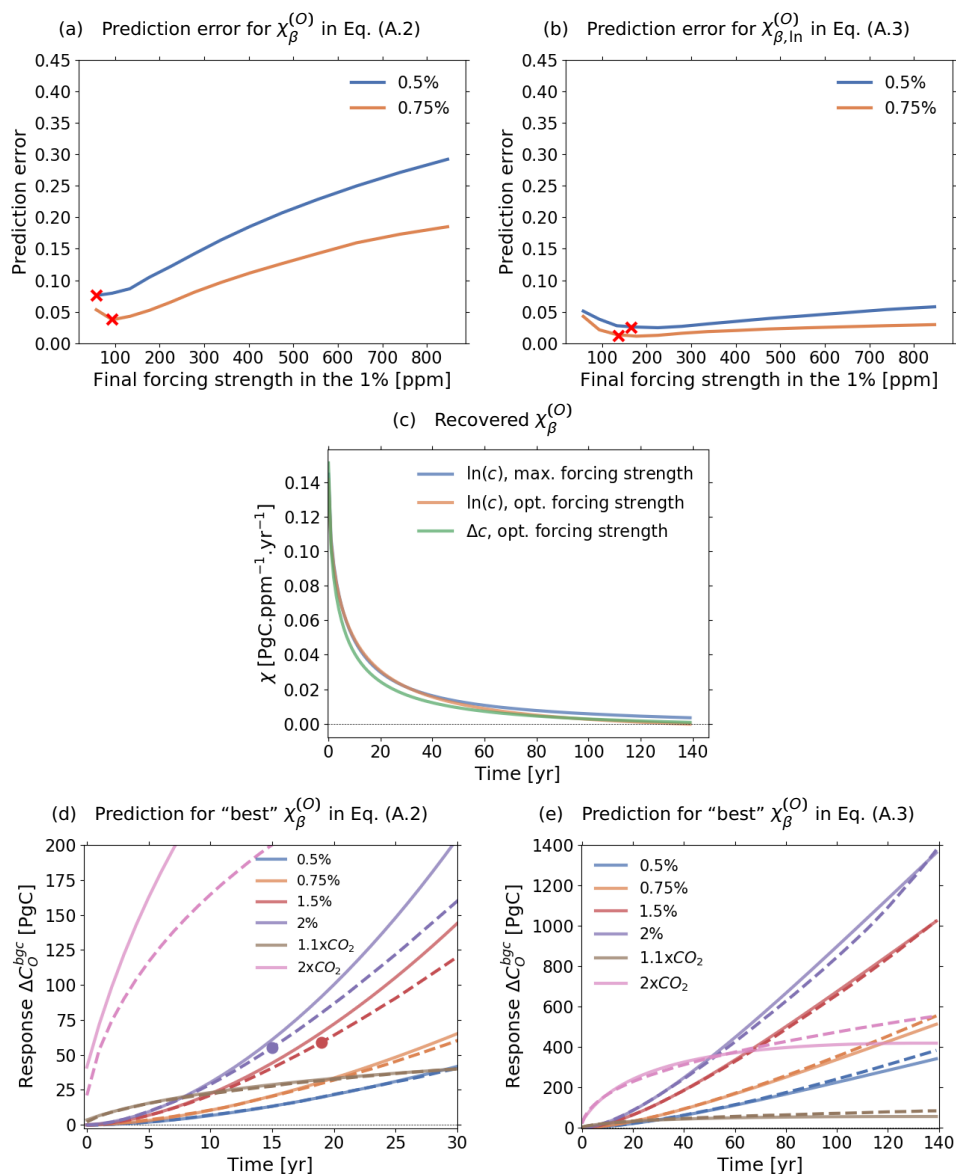 (a) Prediction error for χ_β^(O) in Eq. (A.2)
0.45
0.40
0.35
0.30
0.25
0.20
0.15
0.10
0.05
0.00
Prediction error
0.5%
0.75%
100 200 300 400 500 600 700 800
Final forcing strength in the 1% [ppm]
(b) Prediction error for χ_β,ln^(O) in Eq. (A.3)
0.45
0.40
0.35
0.30
0.25
0.20
0.15
0.10
0.05
0.00
Prediction error
0.5%
0.75%
100 200 300 400 500 600 700 800
Final forcing strength in the 1% [ppm]
(c) Recovered χ_β^(O)
0.14
0.12
0.10
0.08
0.06
0.04
0.02
0.00
χ [PgC.ppm⁻¹.yr⁻¹]
ln(c), max. forcing strength
ln(c), opt. forcing strength
Δc, opt. forcing strength
0 20 40 60 80 100 120 140
Time [yr]
(d) Prediction for “best” χ_β^(O) in Eq. (A.2)
200
175
150
125
100
75
50
25
0
Response ΔC_O^bgc [PgC]
0.5%
0.75%
1.5%
2%
1.1xCO₂
2xCO₂
0 5 10 15 20 25 30
Time [yr]
(e) Prediction for “best” χ_β^(O) in Eq. (A.3)
1400
1200
1000
800
600
400
200
0
Response ΔC_O^bgc [PgC]
0.5%
0.75%
1.5%
2%
1.1xCO₂
2xCO₂
0 20 40 60 80 100 120 140
Time [yr]